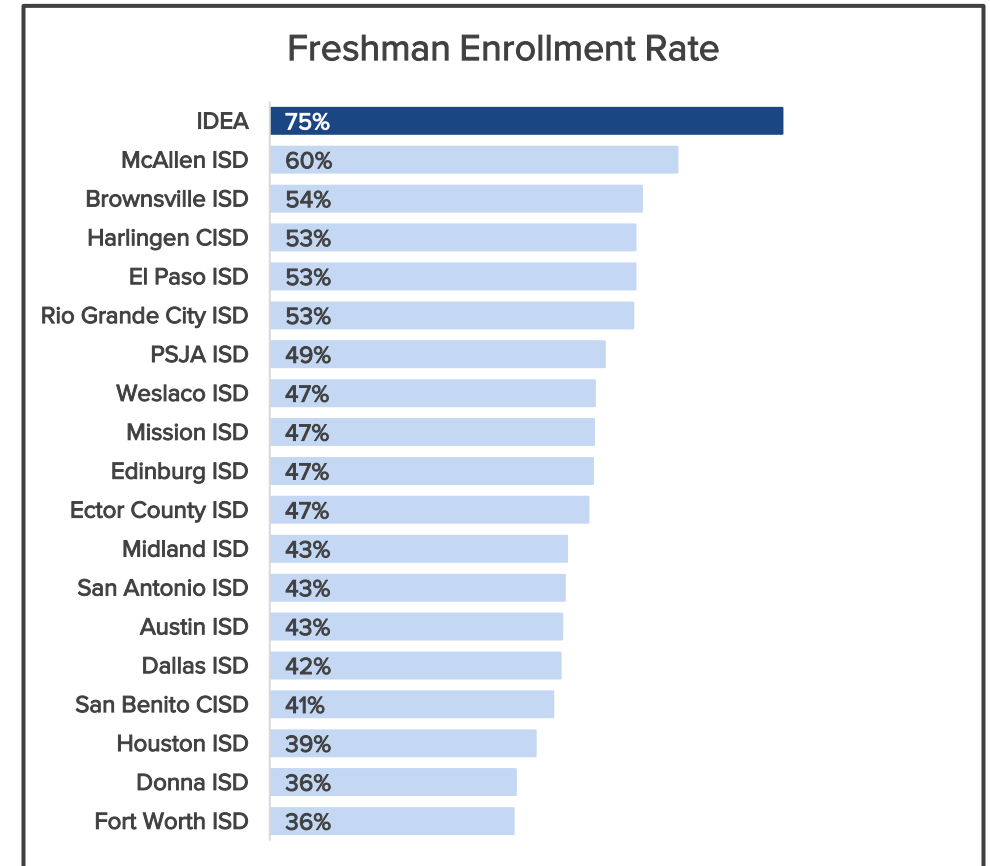 Freshman Enrollment Rate
IDEA 75%
McAllen ISD 60%
Brownsville ISD 54%
Harlingen CISD 53%
El Paso ISD 53%
Rio Grande City ISD 53%
PSJA ISD 49%
Weslaco ISD 47%
Mission ISD 47%
Edinburg ISD 47%
Ector County ISD 47%
Midland ISD 43%
San Antonio ISD 43%
Austin ISD 43%
Dallas ISD 42%
San Benito CISD 41%
Houston ISD 39%
Donna ISD 36%
Fort Worth ISD 36%